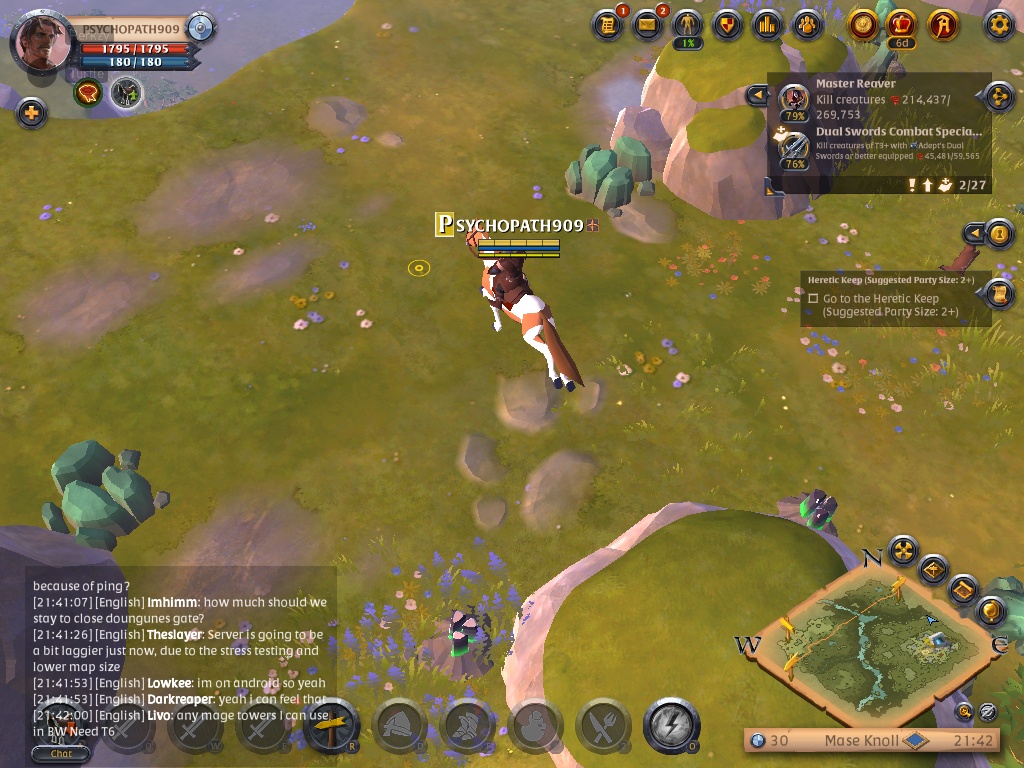 PSYCHOPATH909
1795 / 1795
180 / 180
Turtle
1
2
1%
6d
Master Reaver
Kill creatures 214,437/
269,753
79%
Dual Swords Combat Specia...
Kill creatures of T3+ with Adept's Dual
Swords or better equipped 45,481/59,565
76%
2/27
PSYCHOPATH909
Heretic Keep (Suggested Party Size: 2+)
Go to the Heretic Keep
(Suggested Party Size: 2+)
because of ping?
[21:41:07] [English] Imhimm: how much should we
stay to close doungunes gate?
[21:41:26] [English] Theslayer: Server is going to be
a bit laggier just now, due to the stress testing and
lower map size
[21:41:53] [English] Lowkee: im on android so yeah
[21:41:53] [English] Darkreaper: yeah i can feel that
[21:42:00] [English] Livo: any mage towers I can use
in BW Need T6
Chat
Q
W
E
R
D
F
O
N
W
E
30
Mase Knoll
21:42